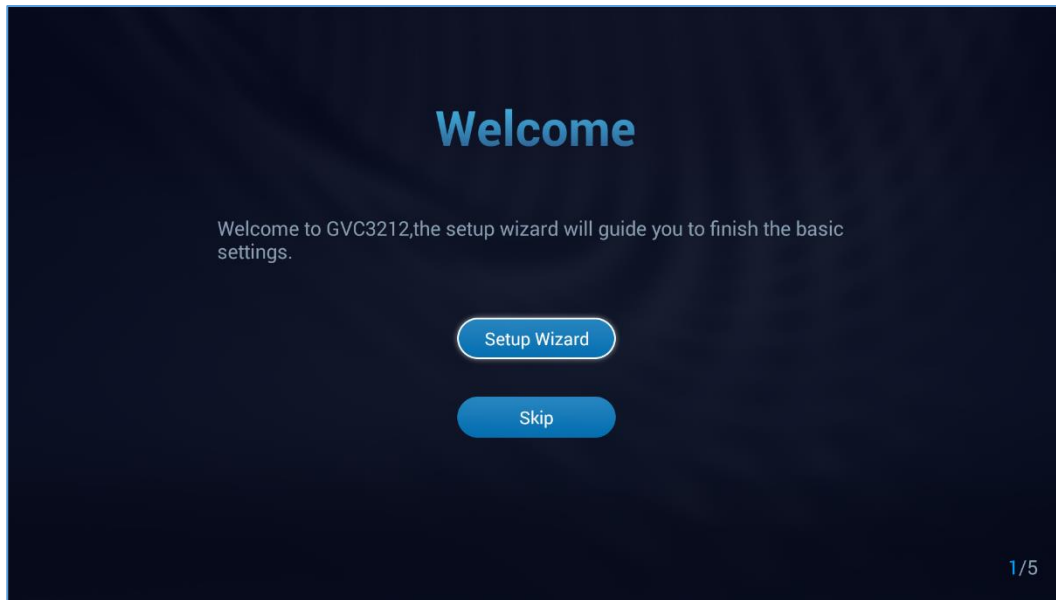 Welcome
Welcome to GVC3212,the setup wizard will guide you to finish the basic
settings.
Setup Wizard
Skip
1/5